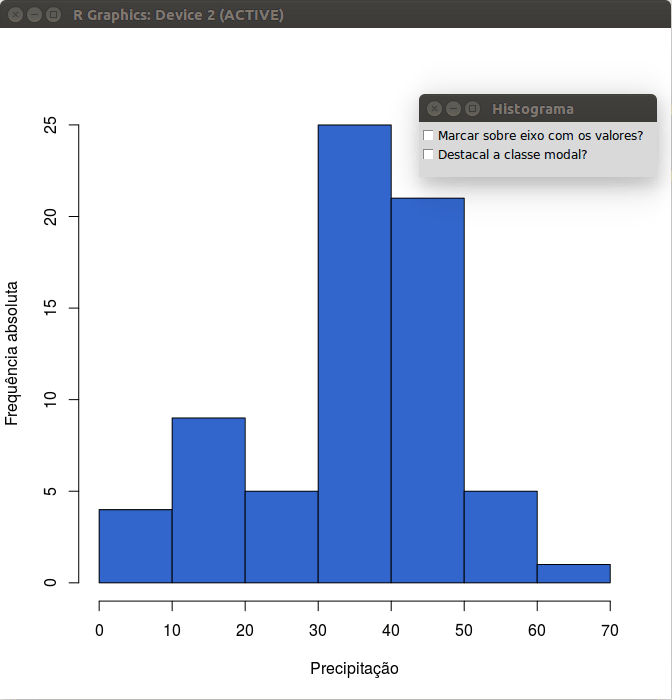 R Graphics: Device 2 (ACTIVE)
Histograma
Marcar sobre eixo com os valores?
Destacal a classe modal?
25
20
15
10
5
0
Frequência absoluta
0 10 20 30 40 50 60 70
Precipitação